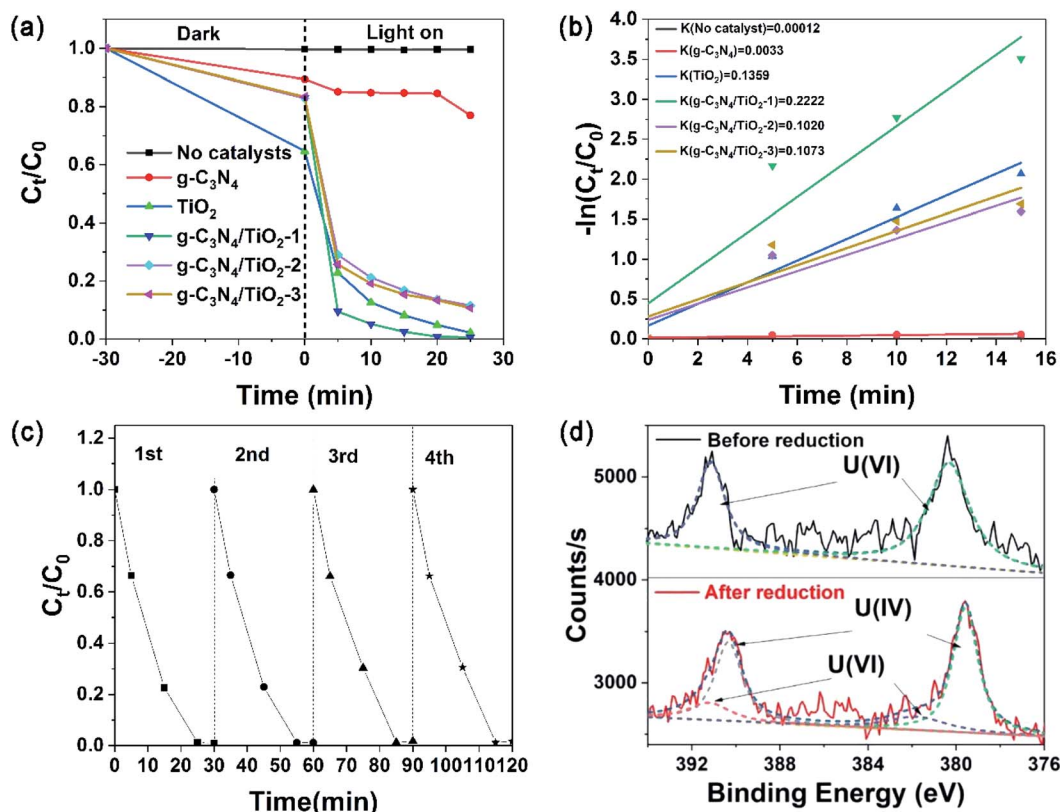 (a)
Dark
Light on
No catalysts
g-C₃N₄
TiO₂
g-C₃N₄/TiO₂-1
g-C₃N₄/TiO₂-2
g-C₃N₄/TiO₂-3
Cₜ/C₀
1.0
0.8
0.6
0.4
0.2
0.0
-30 -20 -10 0 10 20 30
Time (min)
(b)
K(No catalyst)=0.00012
K(g-C₃N₄)=0.0033
K(TiO₂)=0.1359
K(g-C₃N₄/TiO₂-1)=0.2222
K(g-C₃N₄/TiO₂-2)=0.1020
K(g-C₃N₄/TiO₂-3)=0.1073
-ln(Cₜ/C₀)
4.0
3.5
3.0
2.5
2.0
1.5
1.0
0.5
0.0
0 2 4 6 8 10 12 14 16
Time (min)
(c)
1st 2nd 3rd 4th
Cₜ/C₀
1.2
1.0
0.8
0.6
0.4
0.2
0.0
0 10 20 30 40 50 60 70 80 90 100110120
Time(min)
(d)
Before reduction
U(VI)
After reduction
U(IV)
U(VI)
Counts/s
5000
4000
3000
392 388 384 380 376
Binding Energy (eV)